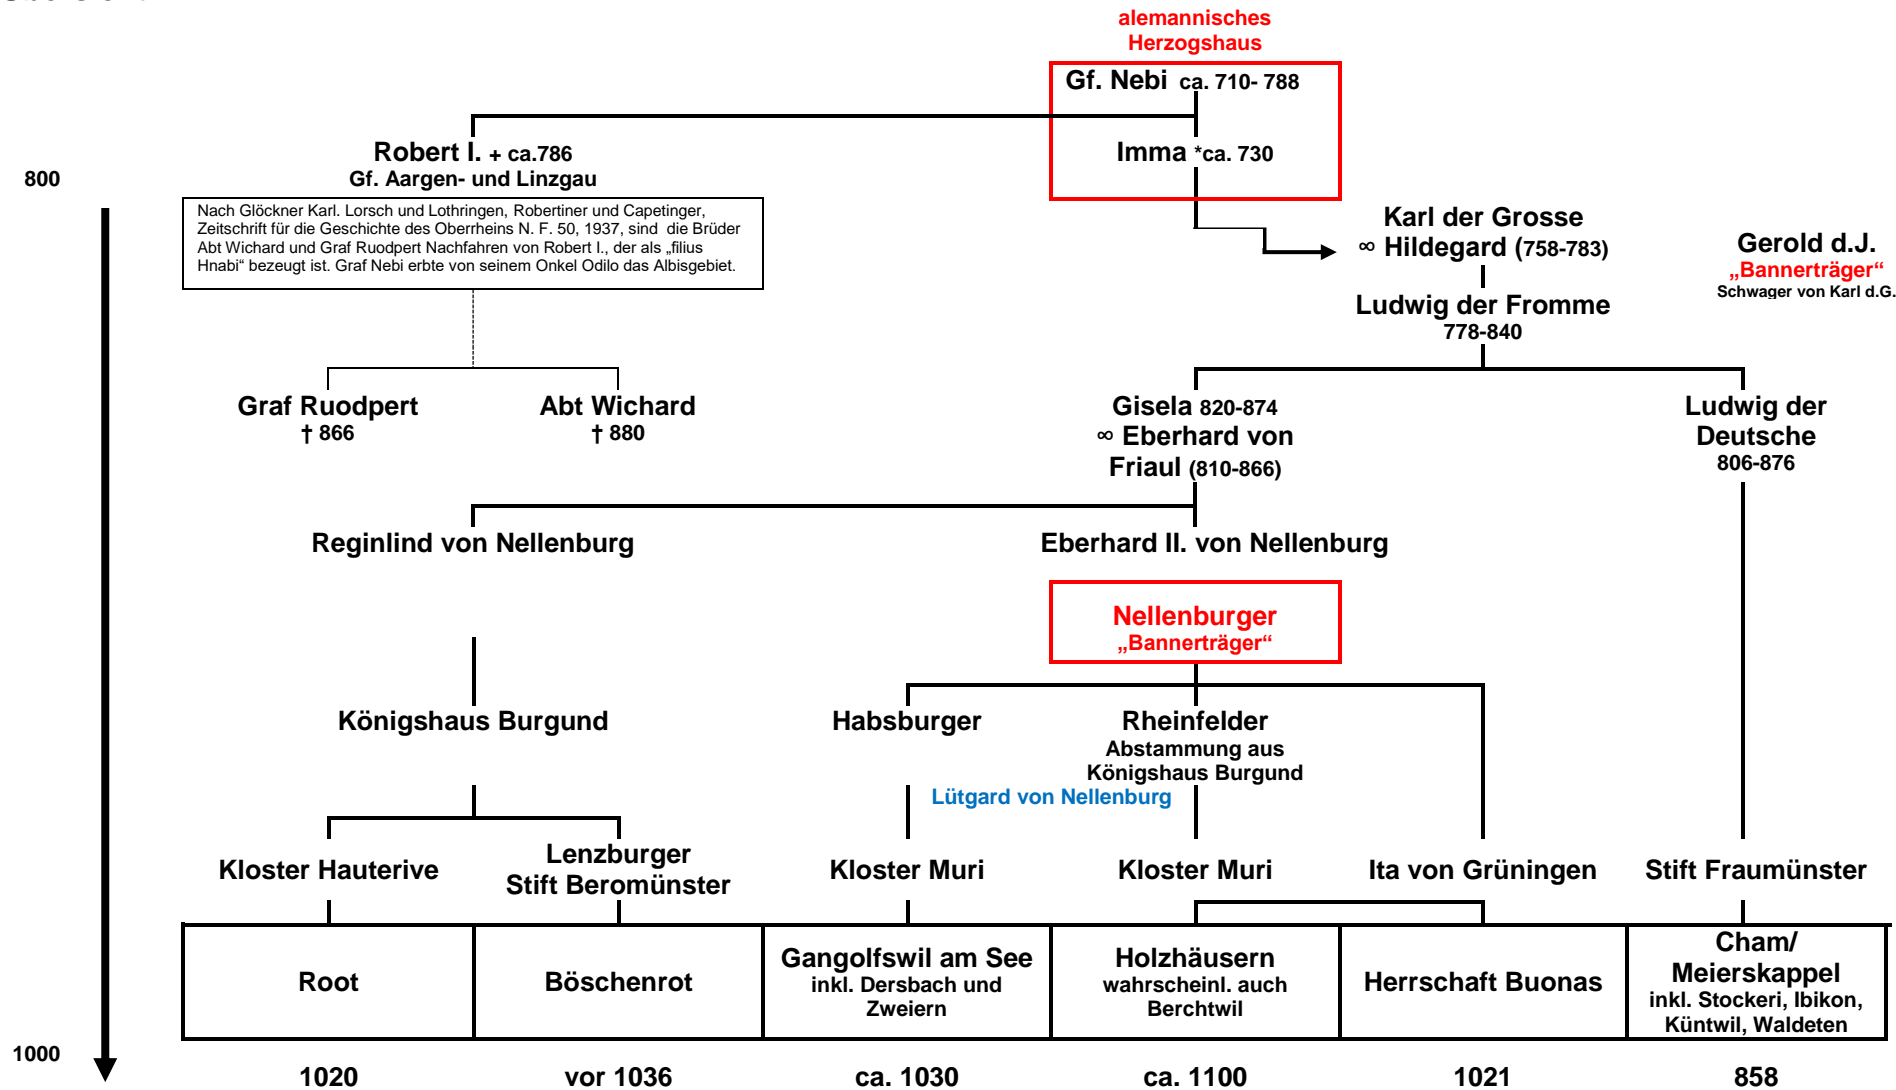 alemannisches
Herzogshaus
Gf. Nebi ca. 710- 788
Robert I. + ca.786
Gf. Aargen- und Linzgau
Imma *ca. 730
800
Nach Glöckner Karl. Lorsch und Lothringen, Robertiner und Capetinger,
Zeitschrift für die Geschichte des Oberrheins N. F. 50, 1937, sind die Brüder
Abt Wichard und Graf Ruodpert Nachfahren von Robert I., der als „filius
Hnabi“ bezeugt ist. Graf Nebi erbte von seinem Onkel Odilo das Albisgebiet.
Karl der Grosse
∞ Hildegard (758-783)
Gerold d.J.
„Bannerträger“
Schwager von Karl d.G.
Ludwig der Fromme
778-840
Graf Ruodpert
† 866
Abt Wichard
† 880
Gisela 820-874
∞ Eberhard von
Friaul (810-866)
Ludwig der
Deutsche
806-876
Reginlind von Nellenburg
Eberhard II. von Nellenburg
Nellenburger
„Bannerträger“
Königshaus Burgund
Habsburger
Rheinfelder
Abstammung aus
Königshaus Burgund
Lütgard von Nellenburg
Kloster Hauterive
Lenzburger
Stift Beromünster
Kloster Muri
Kloster Muri
Ita von Grüningen
Stift Fraumünster
Root
Böschenrot
Gangolfswil am See
inkl. Dersbach und
Zweiern
Holzhäusern
wahrscheinl. auch
Berchtwil
Herrschaft Buonas
Cham/
Meierskappel
inkl. Stockeri, Ibikon,
Küntwil, Waldeten
1000
1020
vor 1036
ca. 1030
ca. 1100
1021
858